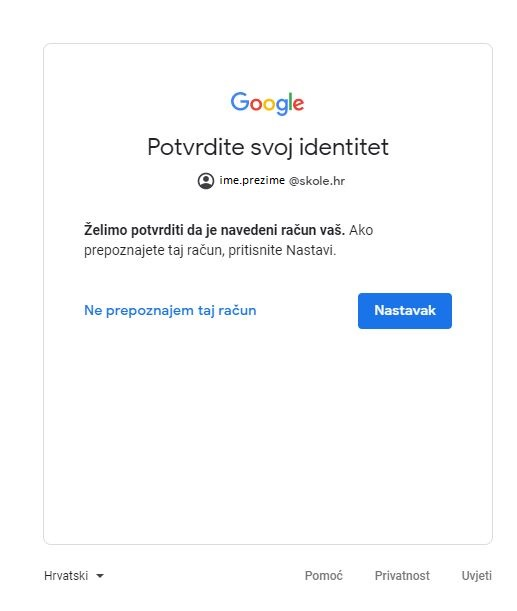 Google
Potvrdite svoj identitet
ime.prezime @skole.hr
Želimo potvrditi da je navedeni račun vaš. Ako
prepoznajete taj račun, pritisnite Nastavi.
Ne prepoznajem taj račun
Nastavak
Hrvatski
Pomoć
Privatnost
Uvjeti